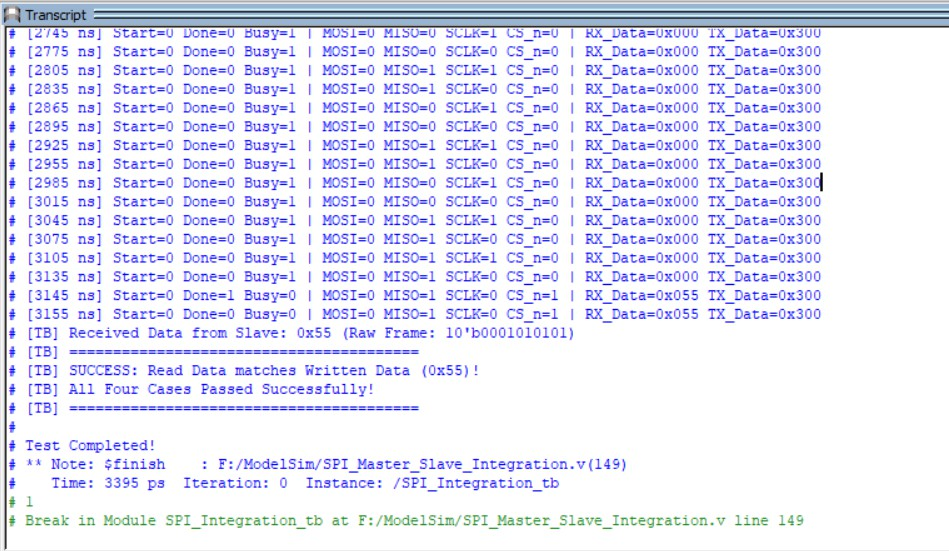 Transcript
# [2745 ns] Start=0 Done=0 Busy=1 | MOSI=0 MISO=0 SCLK=1 CS_n=0 | RX_Data=0x000 TX_Data=0x300
# [2775 ns] Start=0 Done=0 Busy=1 | MOSI=0 MISO=0 SCLK=1 CS_n=0 | RX_Data=0x000 TX_Data=0x300
# [2805 ns] Start=0 Done=0 Busy=1 | MOSI=0 MISO=1 SCLK=1 CS_n=0 | RX_Data=0x000 TX_Data=0x300
# [2835 ns] Start=0 Done=0 Busy=1 | MOSI=0 MISO=1 SCLK=0 CS_n=0 | RX_Data=0x000 TX_Data=0x300
# [2865 ns] Start=0 Done=0 Busy=1 | MOSI=0 MISO=0 SCLK=1 CS_n=0 | RX_Data=0x000 TX_Data=0x300
# [2895 ns] Start=0 Done=0 Busy=1 | MOSI=0 MISO=0 SCLK=0 CS_n=0 | RX_Data=0x000 TX_Data=0x300
# [2925 ns] Start=0 Done=0 Busy=1 | MOSI=0 MISO=1 SCLK=1 CS_n=0 | RX_Data=0x000 TX_Data=0x300
# [2955 ns] Start=0 Done=0 Busy=1 | MOSI=0 MISO=1 SCLK=0 CS_n=0 | RX_Data=0x000 TX_Data=0x300
# [2985 ns] Start=0 Done=0 Busy=1 | MOSI=0 MISO=0 SCLK=1 CS_n=0 | RX_Data=0x000 TX_Data=0x300
# [3015 ns] Start=0 Done=0 Busy=1 | MOSI=0 MISO=0 SCLK=0 CS_n=0 | RX_Data=0x000 TX_Data=0x300
# [3045 ns] Start=0 Done=0 Busy=1 | MOSI=0 MISO=1 SCLK=1 CS_n=0 | RX_Data=0x000 TX_Data=0x300
# [3075 ns] Start=0 Done=0 Busy=1 | MOSI=0 MISO=1 SCLK=0 CS_n=0 | RX_Data=0x000 TX_Data=0x300
# [3105 ns] Start=0 Done=0 Busy=1 | MOSI=0 MISO=1 SCLK=1 CS_n=0 | RX_Data=0x000 TX_Data=0x300
# [3135 ns] Start=0 Done=0 Busy=1 | MOSI=0 MISO=1 SCLK=0 CS_n=0 | RX_Data=0x000 TX_Data=0x300
# [3145 ns] Start=0 Done=1 Busy=0 | MOSI=0 MISO=1 SCLK=0 CS_n=1 | RX_Data=0x055 TX_Data=0x300
# [3155 ns] Start=0 Done=0 Busy=0 | MOSI=0 MISO=1 SCLK=0 CS_n=1 | RX_Data=0x055 TX_Data=0x300
# [TB] Received Data from Slave: 0x55 (Raw Frame: 10'b0001010101)
# [TB] ========================================
# [TB] SUCCESS: Read Data matches Written Data (0x55)!
# [TB] All Four Cases Passed Successfully!
# [TB] ========================================
#
# Test Completed!
# ** Note: $finish    : F:/ModelSim/SPI_Master_Slave_Integration.v(149)
#    Time: 3395 ps  Iteration: 0  Instance: /SPI_Integration_tb
# 1
# Break in Module SPI_Integration_tb at F:/ModelSim/SPI_Master_Slave_Integration.v line 149